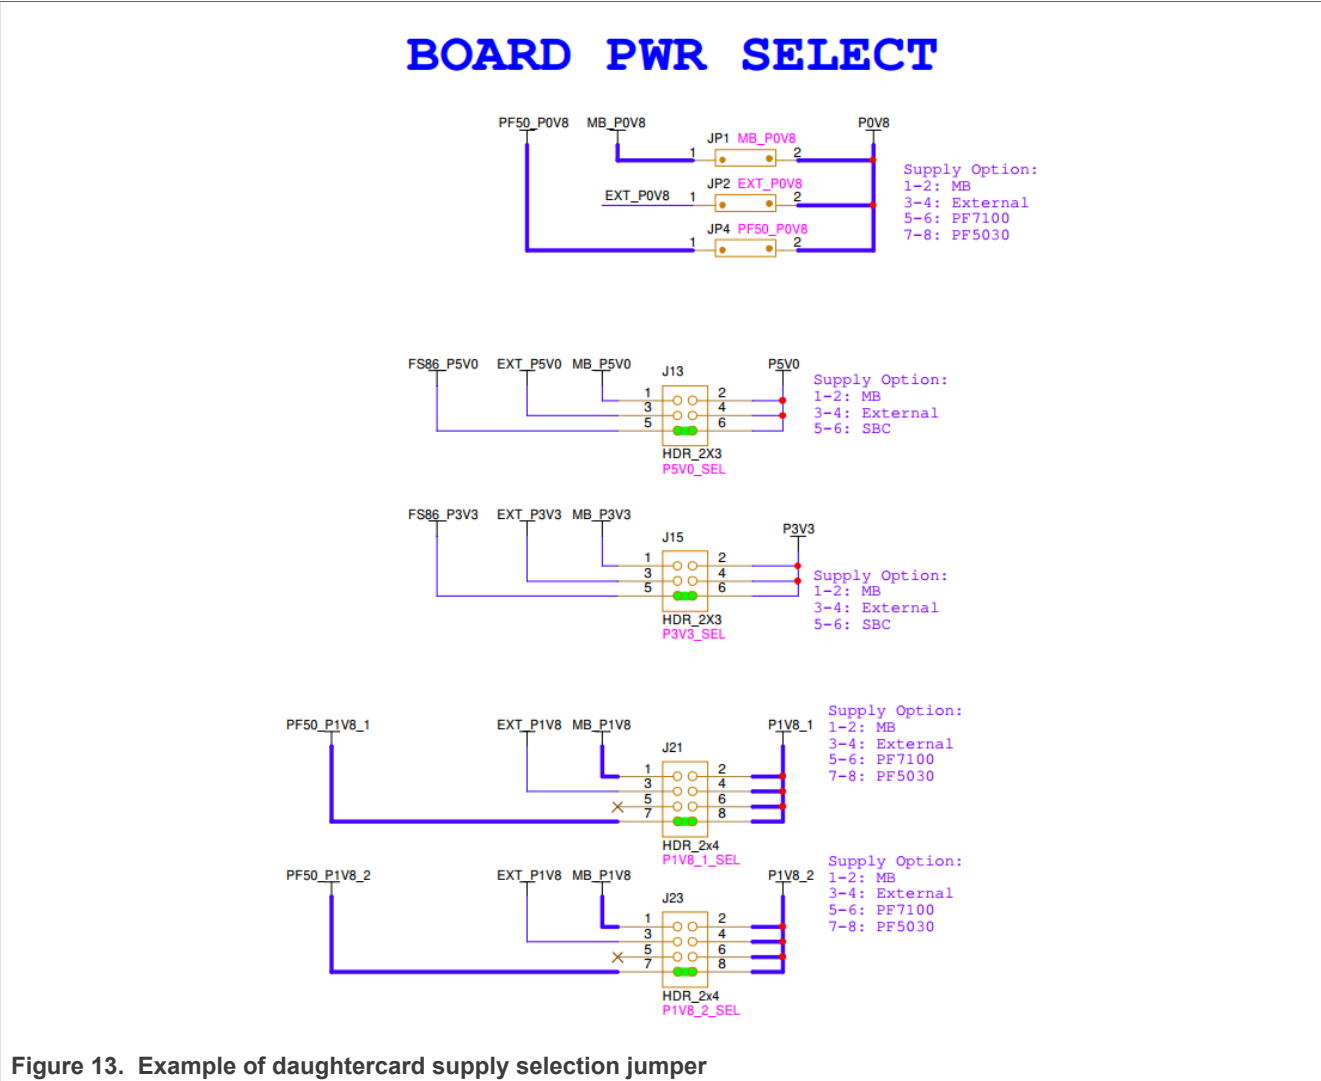 BOARD PWR SELECT
PF50_P0V8 MB_P0V8 P0V8
JP1 MB_P0V8
1 2
Supply Option:
1-2: MB
3-4: External
5-6: PF7100
7-8: PF5030
JP2 EXT_P0V8
EXT_P0V8 1 2
JP4 PF50_P0V8
1 2
FS86_P5V0 EXT_P5V0 MB_P5V0 J13 P5V0
1 2
3 4
5 6
HDR_2X3
P5V0_SEL
Supply Option:
1-2: MB
3-4: External
5-6: SBC
FS86_P3V3 EXT_P3V3 MB_P3V3 J15 P3V3
1 2
3 4
5 6
HDR_2X3
P3V3_SEL
Supply Option:
1-2: MB
3-4: External
5-6: SBC
PF50_P1V8_1 EXT_P1V8 MB_P1V8 J21 P1V8_1
1 2
3 4
5 6
7 8
HDR_2x4
P1V8_1_SEL
Supply Option:
1-2: MB
3-4: External
5-6: PF7100
7-8: PF5030
PF50_P1V8_2 EXT_P1V8 MB_P1V8 J23 P1V8_2
1 2
3 4
5 6
7 8
HDR_2x4
P1V8_2_SEL
Supply Option:
1-2: MB
3-4: External
5-6: PF7100
7-8: PF5030
Figure 13. Example of daughtercard supply selection jumper